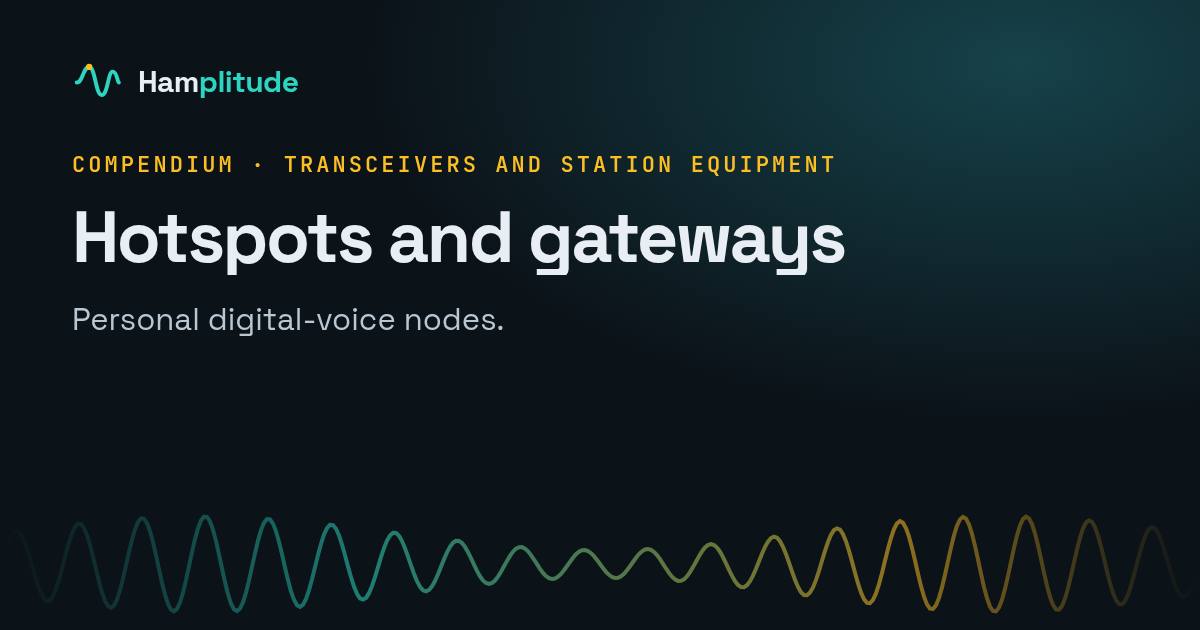 Hamplitude
COMPENDIUM · TRANSCEIVERS AND STATION EQUIPMENT
Hotspots and gateways
Personal digital-voice nodes.